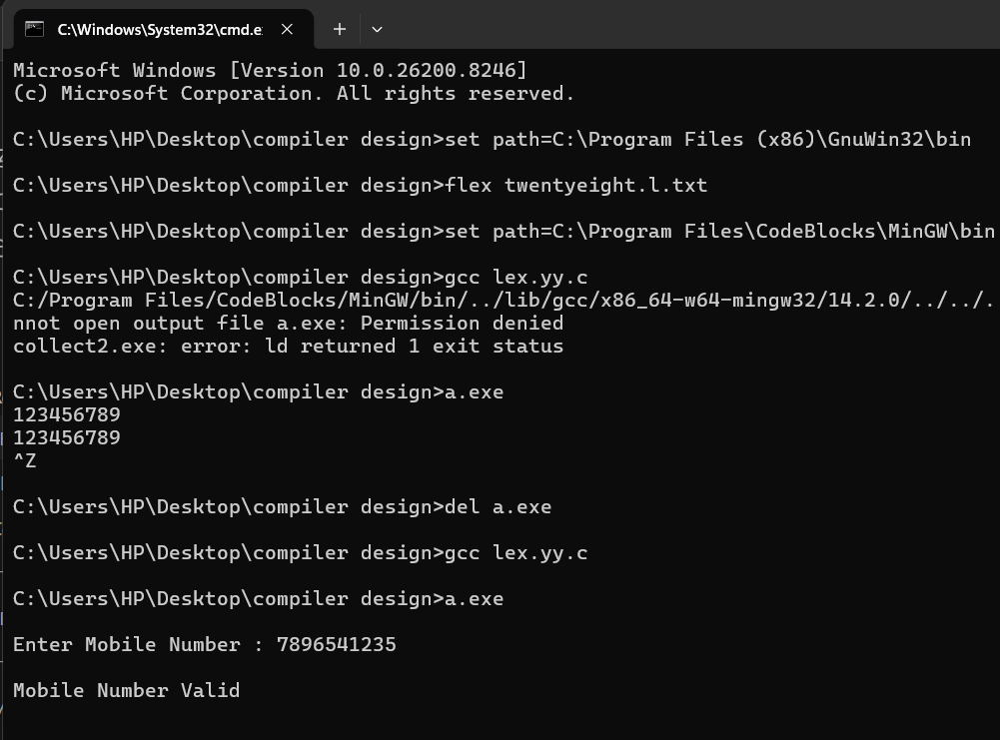 C:\Windows\System32\cmd.e
Microsoft Windows [Version 10.0.26200.8246]
(c) Microsoft Corporation. All rights reserved.
C:\Users\HP\Desktop\compiler design>set path=C:\Program Files (x86)\GnuWin32\bin
C:\Users\HP\Desktop\compiler design>flex twentyeight.l.txt
C:\Users\HP\Desktop\compiler design>set path=C:\Program Files\CodeBlocks\MinGW\bin
C:\Users\HP\Desktop\compiler design>gcc lex.yy.c
C:/Program Files/CodeBlocks/MinGW/bin/../lib/gcc/x86_64-w64-mingw32/14.2.0/../../.
nnot open output file a.exe: Permission denied
collect2.exe: error: ld returned 1 exit status
C:\Users\HP\Desktop\compiler design>a.exe
123456789
123456789
^Z
C:\Users\HP\Desktop\compiler design>del a.exe
C:\Users\HP\Desktop\compiler design>gcc lex.yy.c
C:\Users\HP\Desktop\compiler design>a.exe
Enter Mobile Number : 7896541235
Mobile Number Valid